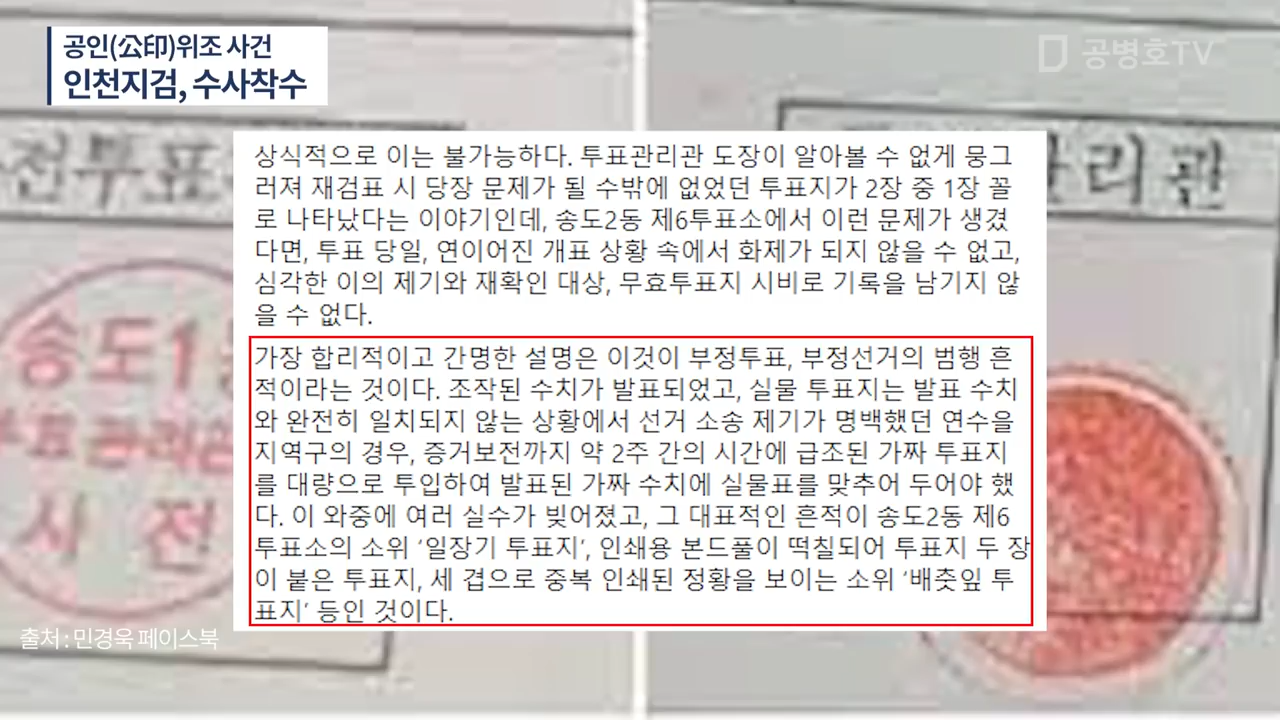 공인(公印)위조 사건
인천지검, 수사착수
공병호TV
상식적으로 이는 불가능하다. 투표관리관 도장이 알아볼 수 없게 뭉그
러져 재검표 시 당장 문제가 될 수밖에 없었던 투표지가 2장 중 1장 꼴
로 나타났다는 이야기인데, 송도2동 제6투표소에서 이런 문제가 생겼
다면, 투표 당일, 연이어진 개표 상황 속에서 화제가 되지 않을 수 없고,
심각한 이의 제기와 재확인 대상, 무효투표지 시비로 기록을 남기지 않
을 수 없다.
가장 합리적이고 간명한 설명은 이것이 부정투표, 부정선거의 범행 흔
적이라는 것이다. 조작된 수치가 발표되었고, 실물 투표지는 발표 수치
와 완전히 일치되지 않는 상황에서 선거 소송 제기가 명백했던 연수을
지역구의 경우, 증거보전까지 약 2주 간의 시간에 급조된 가짜 투표지
를 대량으로 투입하여 발표된 가짜 수치에 실물표를 맞추어 두어야 했
다. 이 와중에 여러 실수가 빚어졌고, 그 대표적인 흔적이 송도2동 제6
투표소의 소위 ‘일장기 투표지’, 인쇄용 본드풀이 떡칠되어 투표지 두 장
이 붙은 투표지, 세 겹으로 중복 인쇄된 정황을 보이는 소위 ‘배춧잎 투
표지’ 등인 것이다.
전투표
송도1
표관리관
사 전
관리관
출처 : 민경욱 페이스북